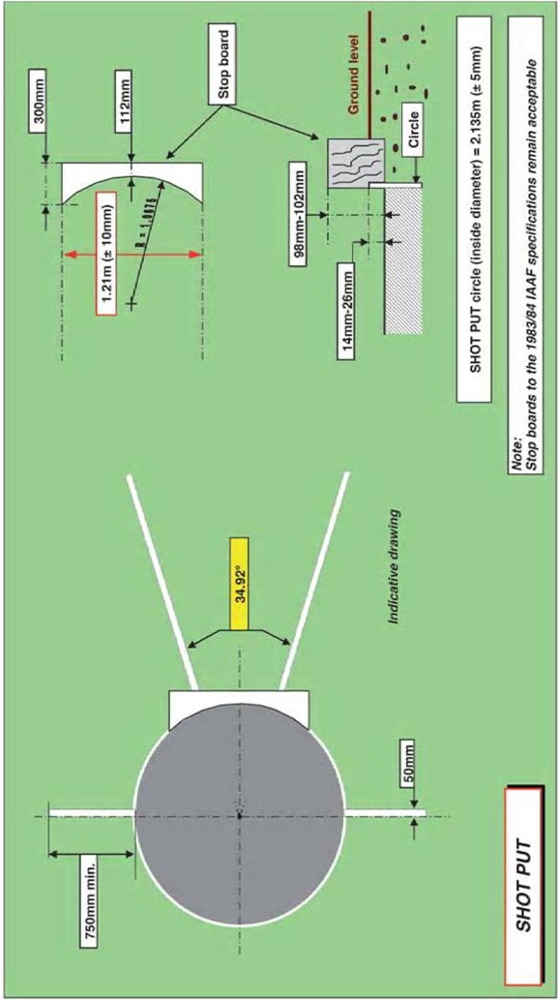 SHOT PUT
750mm min.
50mm
34.92º
Indicative drawing
300mm
112mm
1.21m (± 10mm)
R = 1.0675
Stop board
98mm-102mm
14mm-26mm
Ground level
Circle
SHOT PUT circle (inside diameter) = 2.135m (± 5mm)
Note:
Stop boards to the 1983/84 IAAF specifications remain acceptable